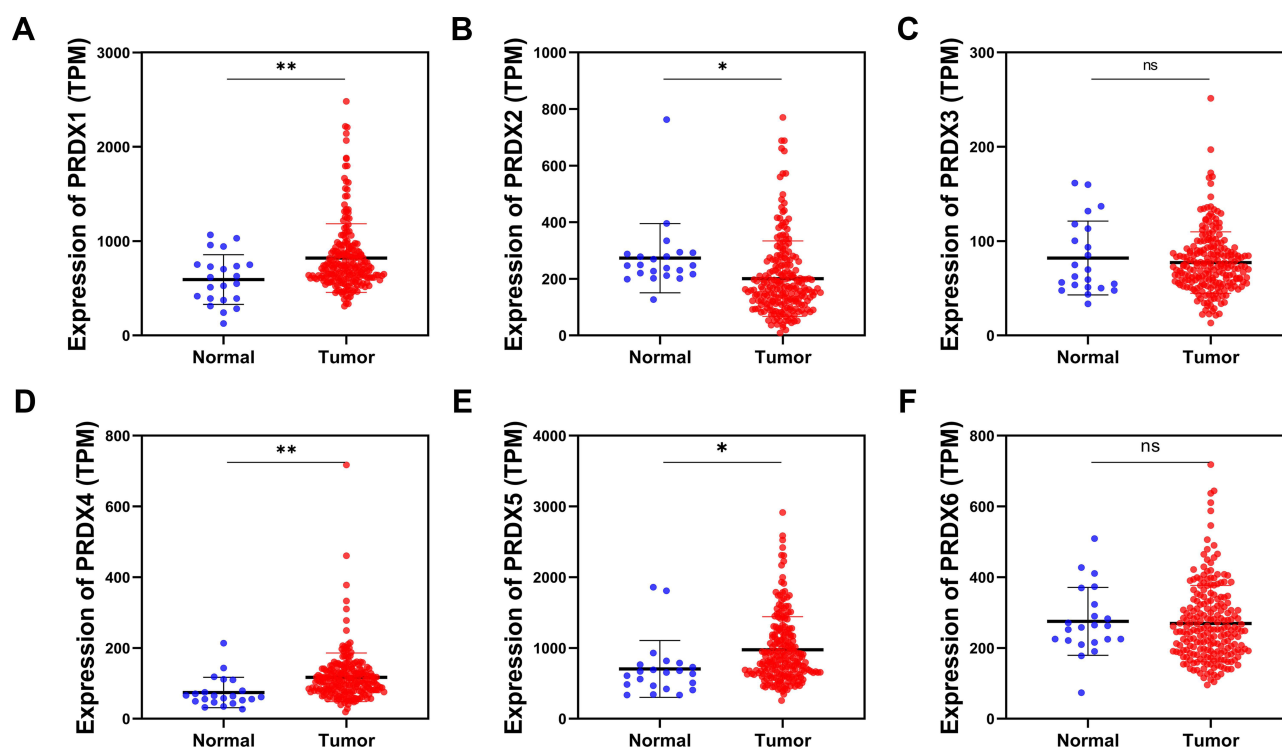 A
Expression of PRDX1 (TPM)
3000
2000
1000
0
**
Normal
Tumor
B
Expression of PRDX2 (TPM)
1000
800
600
400
200
0
*
Normal
Tumor
C
Expression of PRDX3 (TPM)
300
200
100
0
ns
Normal
Tumor
D
Expression of PRDX4 (TPM)
800
600
400
200
0
**
Normal
Tumor
E
Expression of PRDX5 (TPM)
4000
3000
2000
1000
0
*
Normal
Tumor
F
Expression of PRDX6 (TPM)
800
600
400
200
0
ns
Normal
Tumor